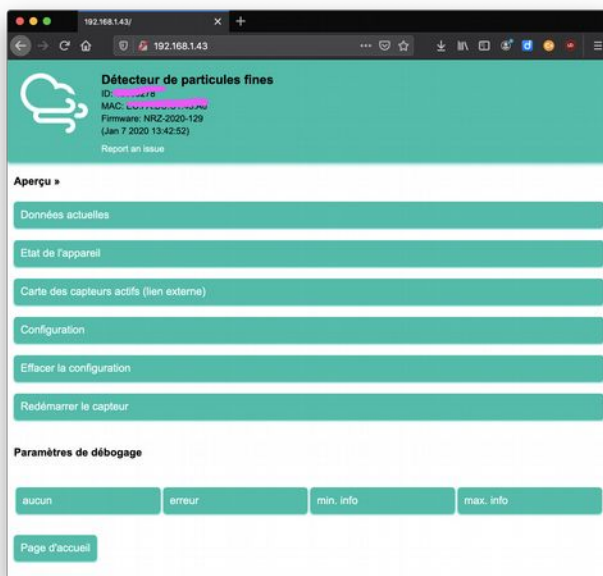 192.168.1.43/
192.168.1.43
Détecteur de particules fines
ID:
MAC:
Firmware: NRZ-2020-129
(Jan 7 2020 13:42:52)
Report an issue
Aperçu »
Données actuelles
Etat de l'appareil
Carte des capteurs actifs (lien externe)
Configuration
Effacer la configuration
Redémarrer le capteur
Paramètres de débogage
aucun erreur min. info max. info
Page d'accueil